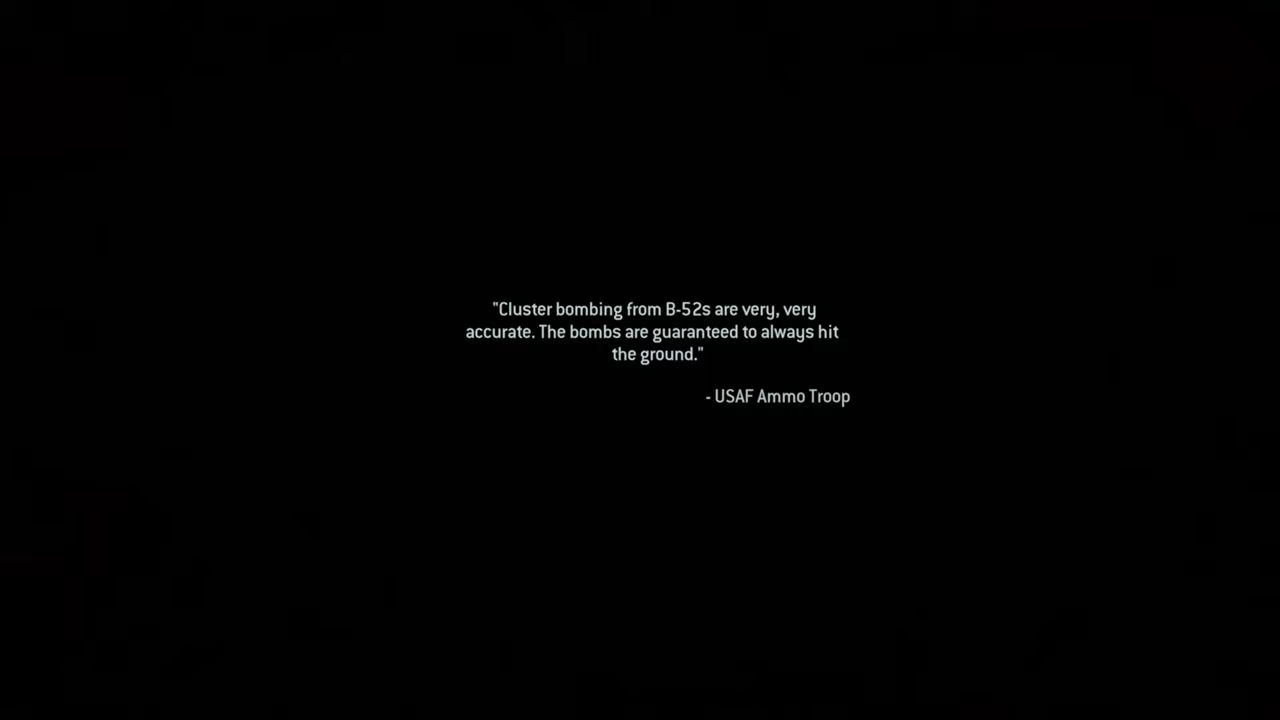 "Cluster bombing from B-52s are very, very
accurate. The bombs are guaranteed to always hit
the ground."
- USAF Ammo Troop